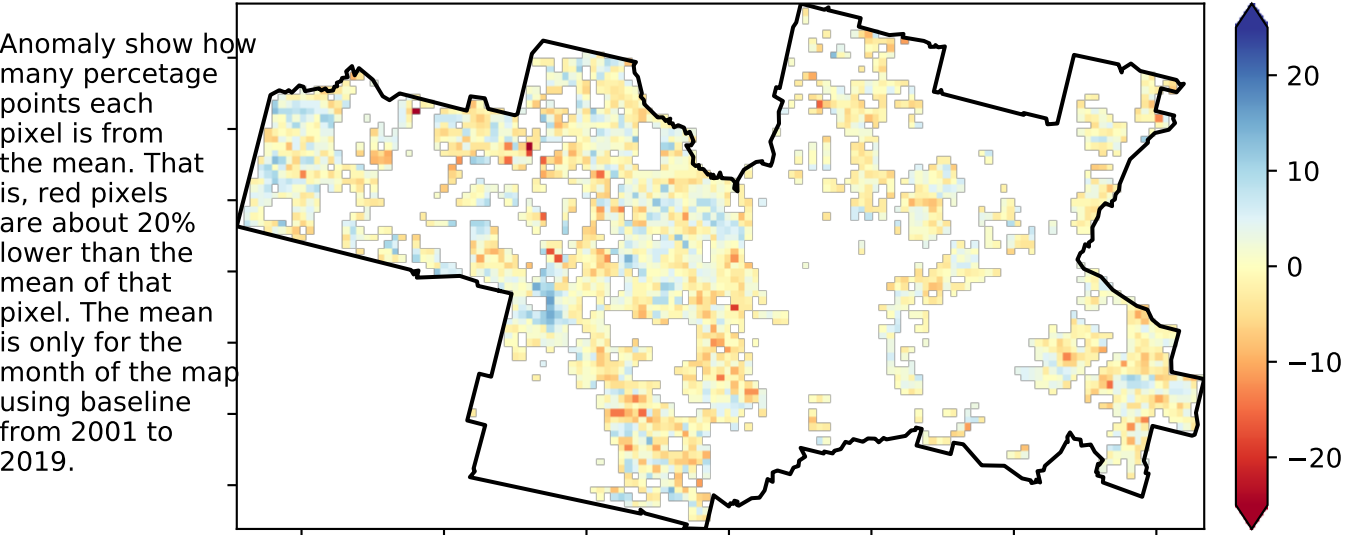 Anomaly show how
many percetage
points each
pixel is from
the mean. That
is, red pixels
are about 20%
lower than the
mean of that
pixel. The mean
is only for the
month of the map
using baseline
from 2001 to
2019.
20
10
0
−10
−20